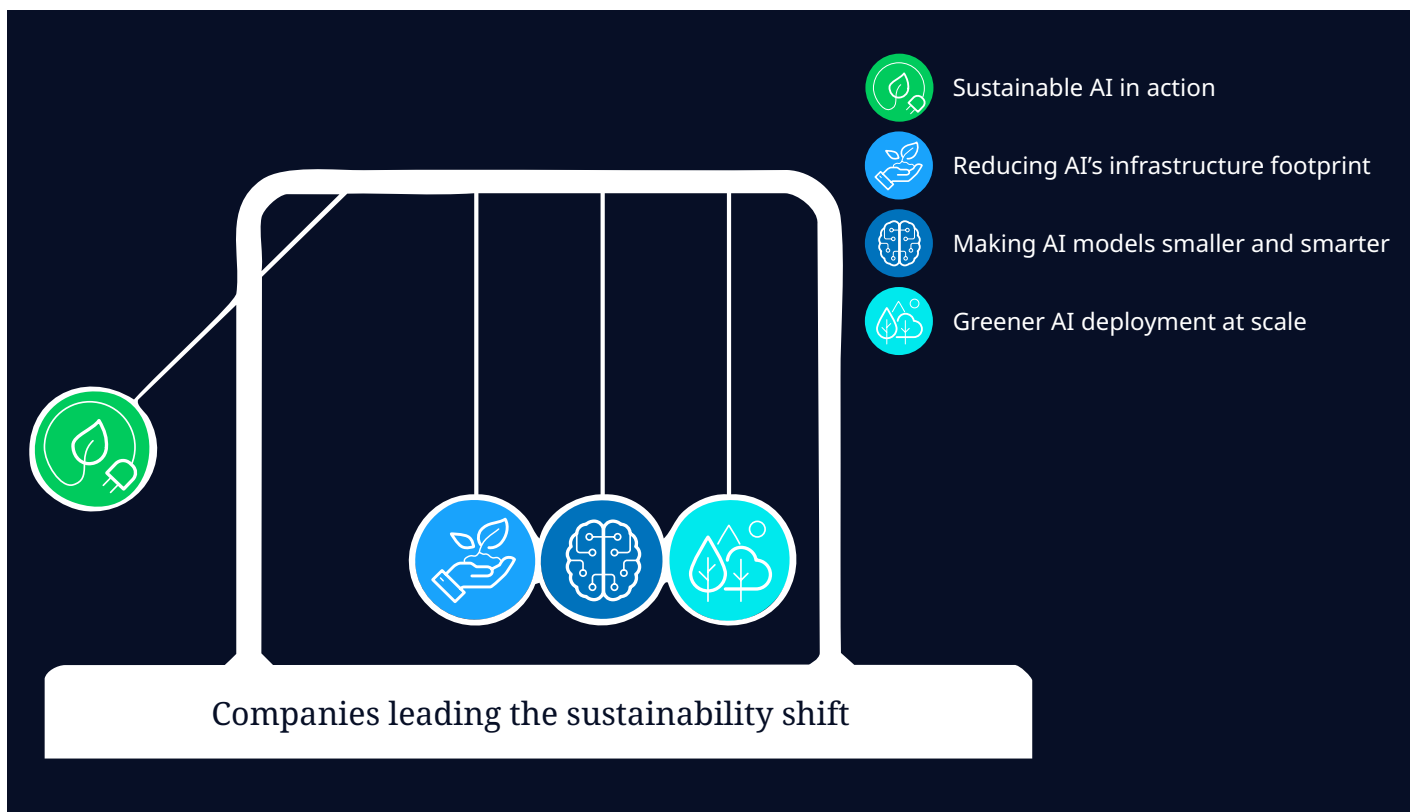 Sustainable AI in action
Reducing AI’s infrastructure footprint
Making AI models smaller and smarter
Greener AI deployment at scale
Companies leading the sustainability shift